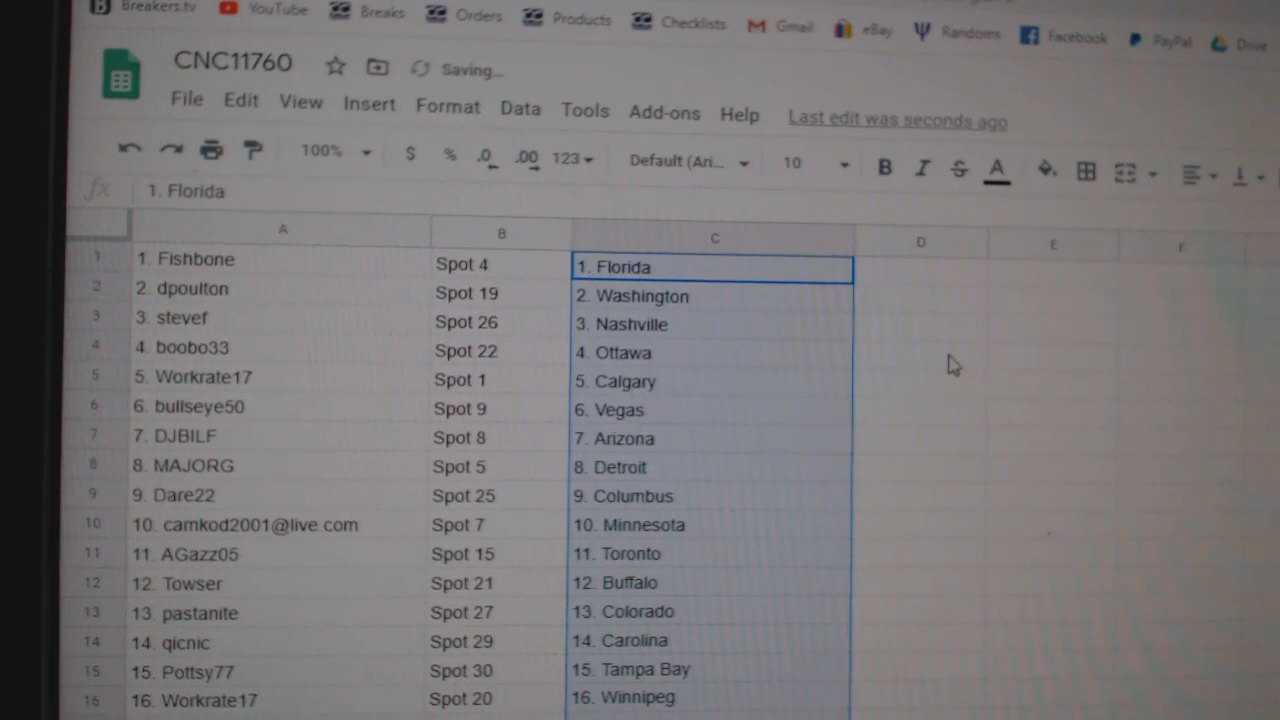 Breakers.tv YouTube Breaks Orders Products Checklists Gmail eBay Randoms Facebook PayPal Drive
CNC11760 Saving...
File Edit View Insert Format Data Tools Add-ons Help Last edit was seconds ago
100% $ % .0 .00 123 Default (Ari... 10 B I S A
fx 1. Florida
A B C D E F
1 1. Fishbone Spot 4 1. Florida
2 2. dpoulton Spot 19 2. Washington
3 3. stevef Spot 26 3. Nashville
4 4. boobo33 Spot 22 4. Ottawa
5 5. Workrate17 Spot 1 5. Calgary
6 6. bullseye50 Spot 9 6. Vegas
7 7. DJBILF Spot 8 7. Arizona
8 8. MAJORG Spot 5 8. Detroit
9 9. Dare22 Spot 25 9. Columbus
10 10. camkod2001@live.com Spot 7 10. Minnesota
11 11. AGazz05 Spot 15 11. Toronto
12 12. Towser Spot 21 12. Buffalo
13 13. pastanite Spot 27 13. Colorado
14 14. qicnic Spot 29 14. Carolina
15 15. Pottsy77 Spot 30 15. Tampa Bay
16 16. Workrate17 Spot 20 16. Winnipeg